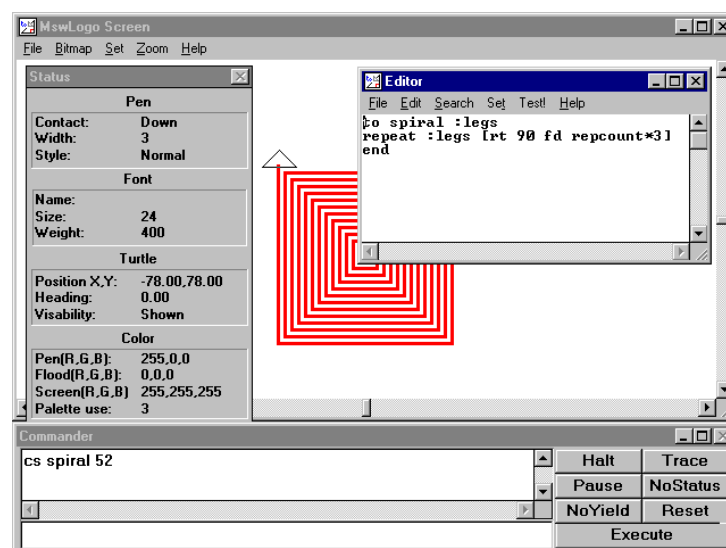 MswLogo Screen
File Bitmap Set Zoom Help
Status
Pen
Contact: Down
Width: 3
Style: Normal
Font
Name:
Size: 24
Weight: 400
Turtle
Position X,Y: -78.00,78.00
Heading: 0.00
Visability: Shown
Color
Pen(R,G,B): 255,0,0
Flood(R,G,B): 0,0,0
Screen(R,G,B) 255,255,255
Palette use: 3
Editor
File Edit Search Set Test! Help
to spiral :legs
repeat :legs [rt 90 fd repcount*3]
end
Commander
cs spiral 52
Halt Trace
Pause NoStatus
NoYield Reset
Execute